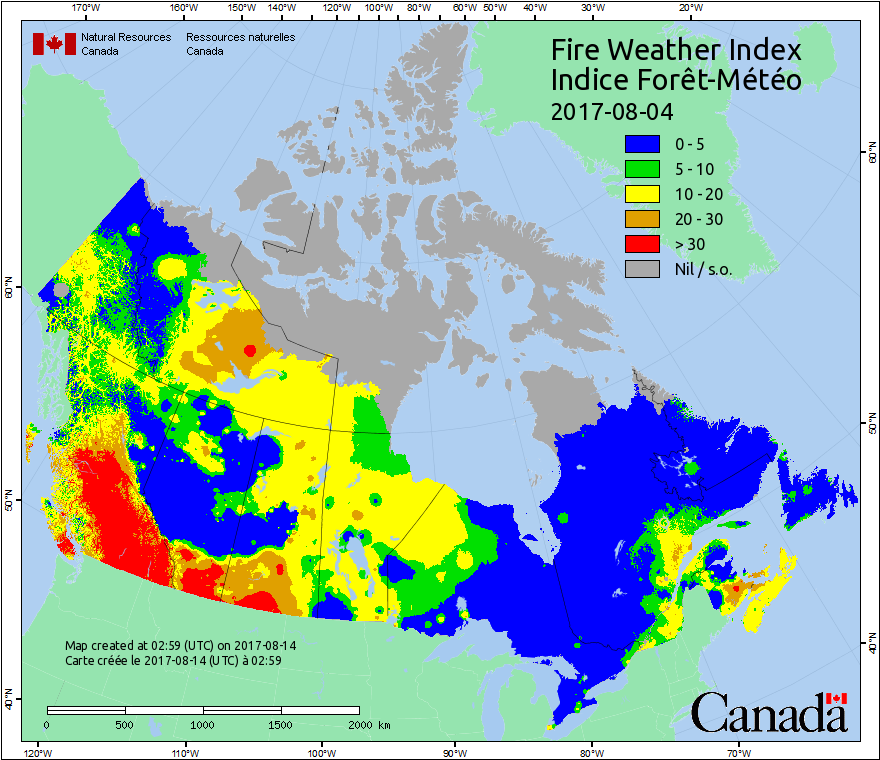 170°W 160°W 150°W 140°W 130°W 120°W 110°W 100°W 90°W 80°W 70°W 60°W 50°W 40°W 30°W 20°W
Natural Resources Canada
Ressources naturelles Canada
Fire Weather Index
Indice Forêt-Météo
2017-08-04
0 - 5
5 - 10
10 - 20
20 - 30
> 30
Nil / s.o.
60°N
50°N
40°N
60°N
50°N
40°N
Map created at 02:59 (UTC) on 2017-08-14
Carte créée le 2017-08-14 (UTC) à 02:59
0 500 1000 1500 2000 km
Canada
120°W 110°W 100°W 90°W 80°W 70°W